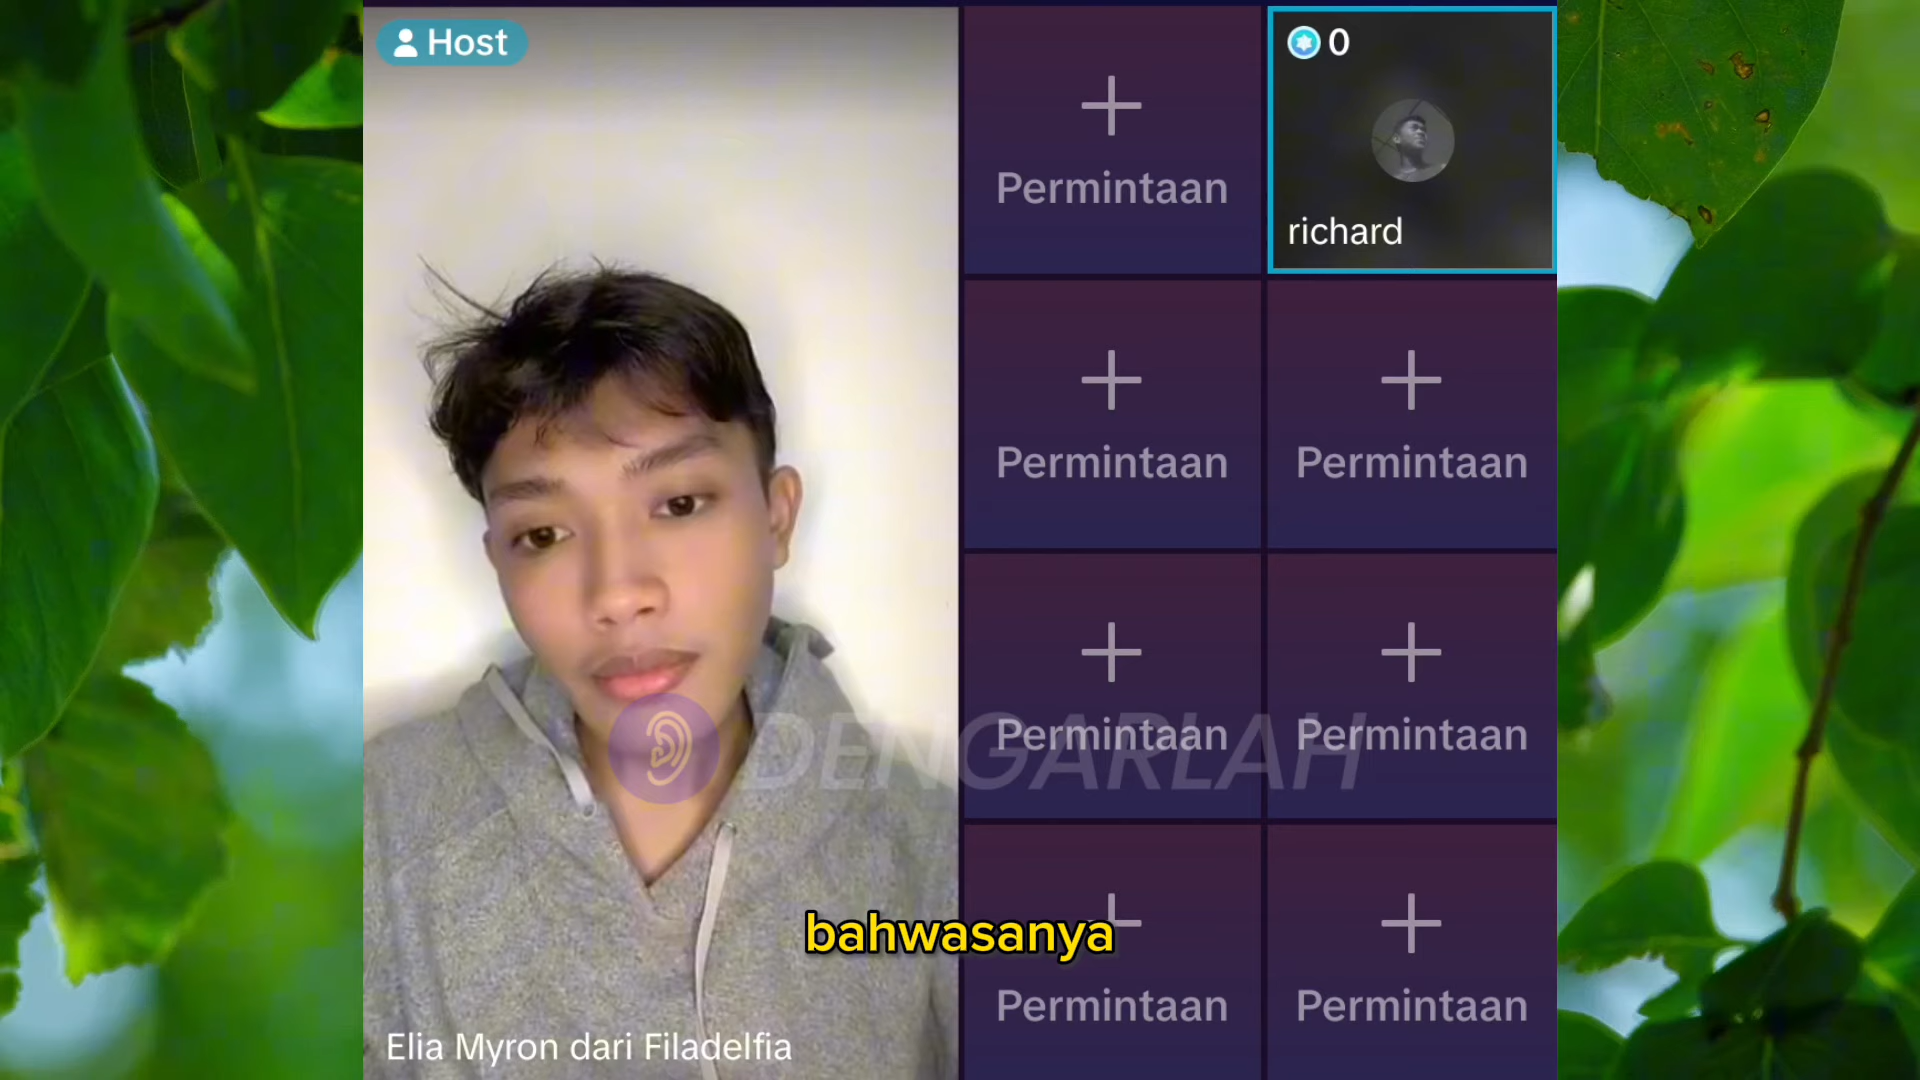 Host
Permintaan
0
richard
Permintaan
Permintaan
Permintaan
Permintaan
DENGARLAH
bahwasanya
Permintaan
Permintaan
Elia Myron dari Filadelfia